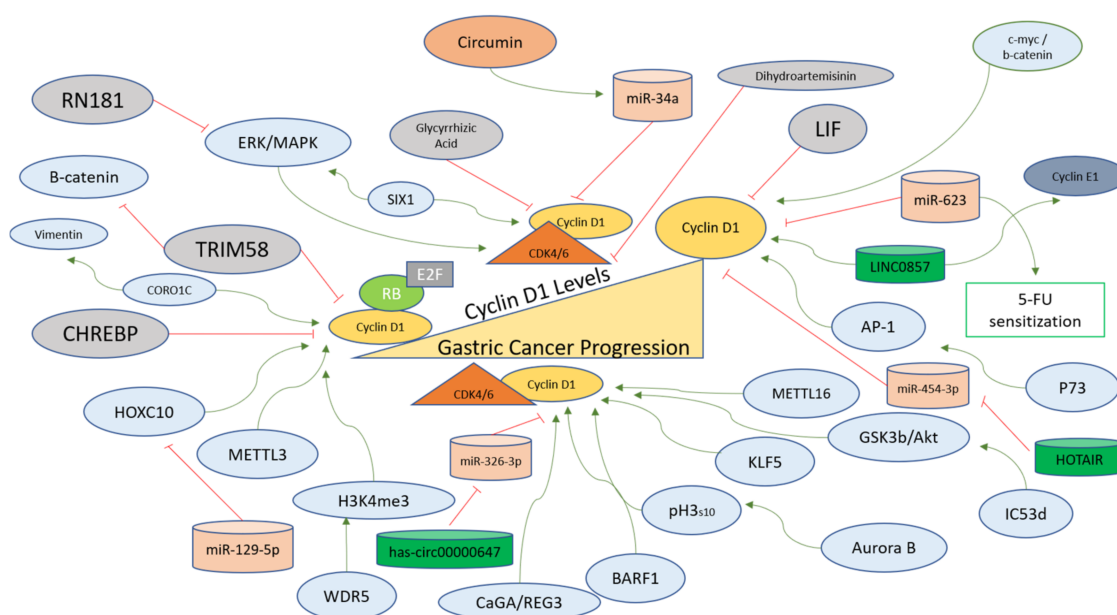 Circumin
c-myc /
b-catenin
Dihydroartemisinin
miR-34a
RN181
Glycyrrhizic
Acid
LIF
ERK/MAPK
B-catenin
Cyclin E1
SIX1
miR-623
Cyclin D1
Cyclin D1
Vimentin
TRIM58
CDK4/6
LINC0857
E2F
RB
CORO1C
Cyclin D1 Levels
5-FU
sensitization
CHREBP
Cyclin D1
AP-1
Gastric Cancer Progression
CDK4/6
Cyclin D1
METTL16
miR-454-3p
P73
HOXC10
GSK3b/Akt
METTL3
miR-326-3p
KLF5
HOTAIR
H3K4me3
pH3s10
IC53d
miR-129-5p
has-circ00000647
Aurora B
BARF1
WDR5
CaGA/REG3